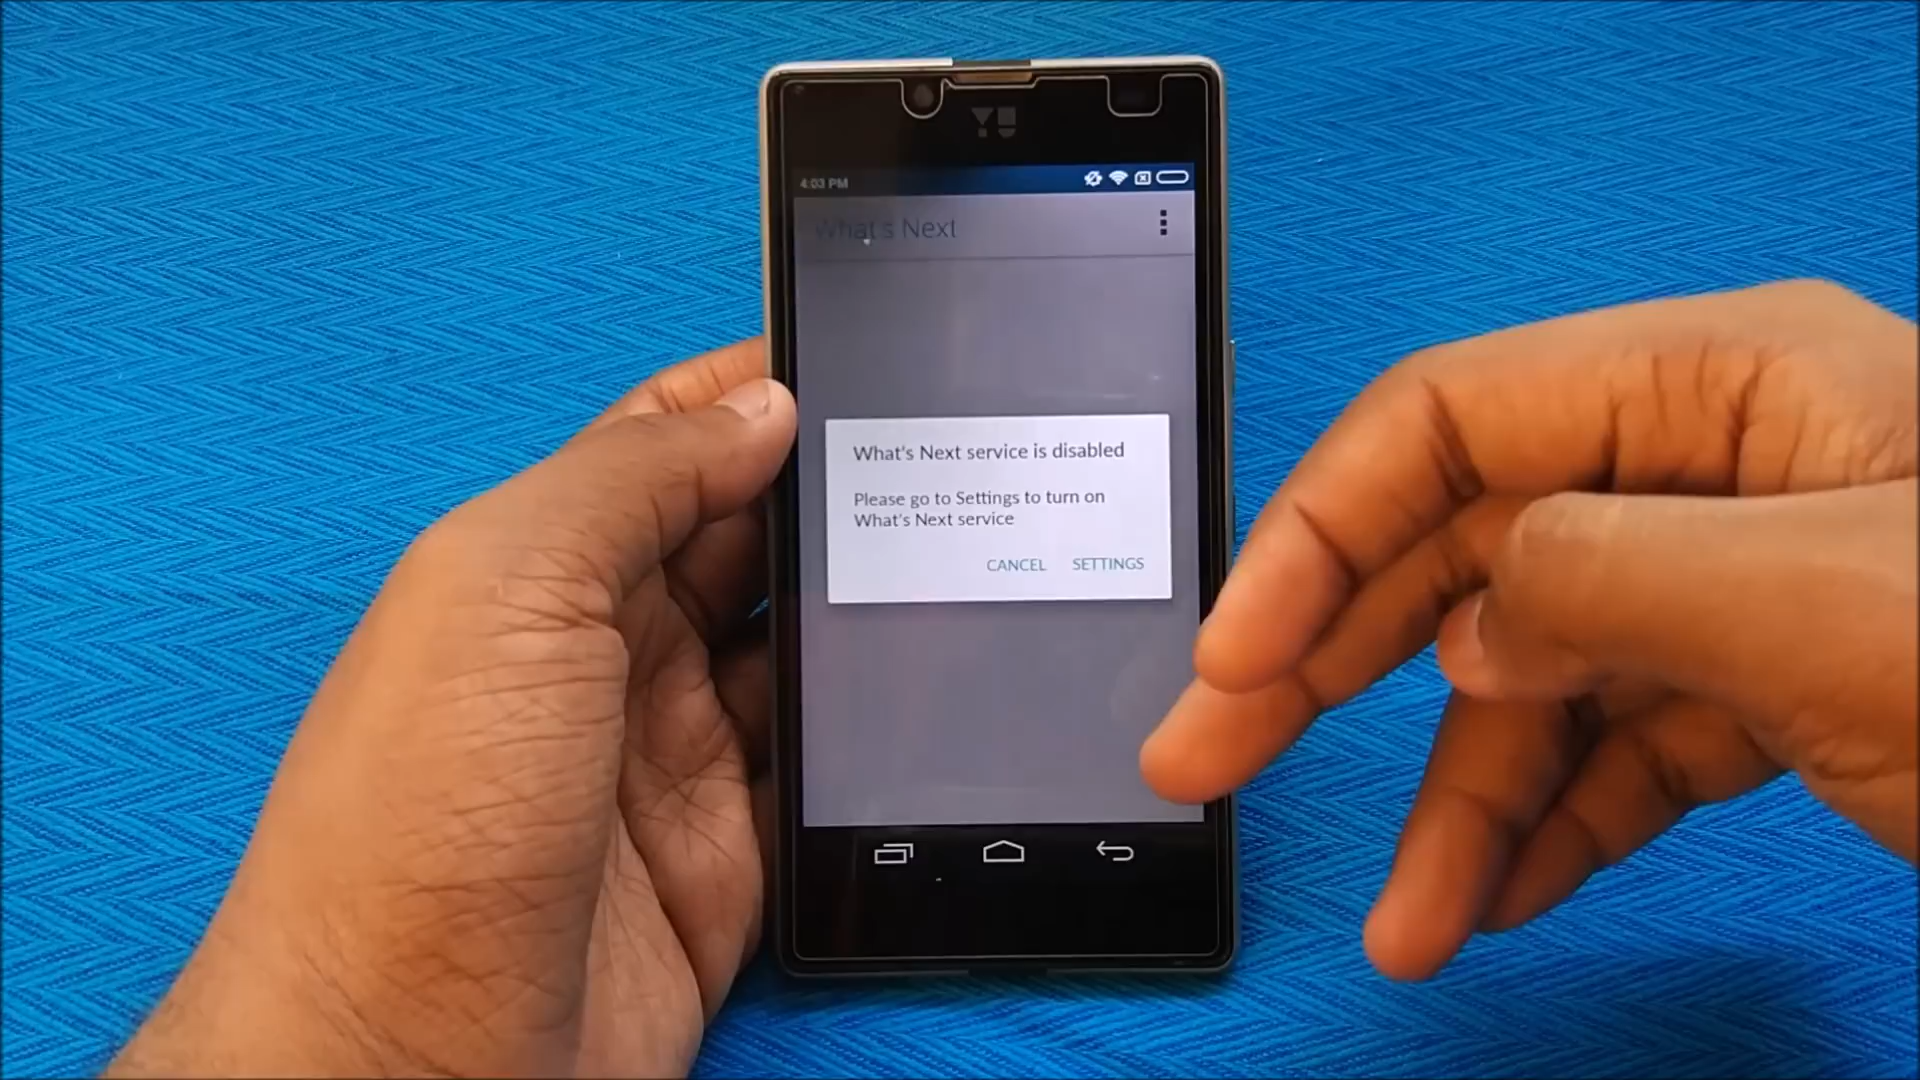 YU
4:03 PM
What's Next
What's Next service is disabled
Please go to Settings to turn on
What's Next service
CANCEL SETTINGS